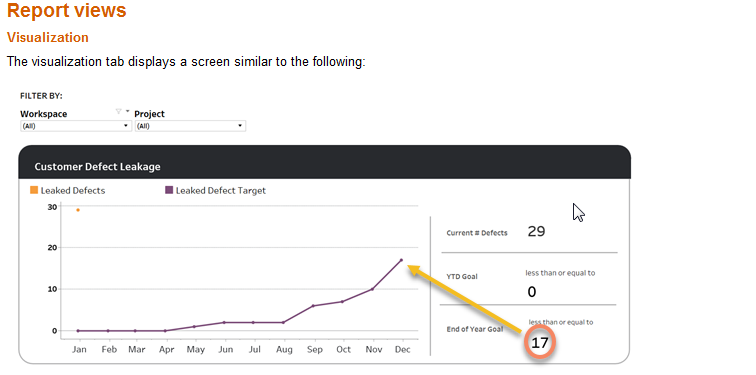 Report views
Visualization
The visualization tab displays a screen similar to the following:
FILTER BY:
Workspace Project
(All) (All)
Customer Defect Leakage
Leaked Defects Leaked Defect Target
30
20
10
0
Jan Feb Mar Apr May Jun Jul Aug Sep Oct Nov Dec
Current # Defects 29
YTD Goal less than or equal to
0
End of Year Goal less than or equal to
17